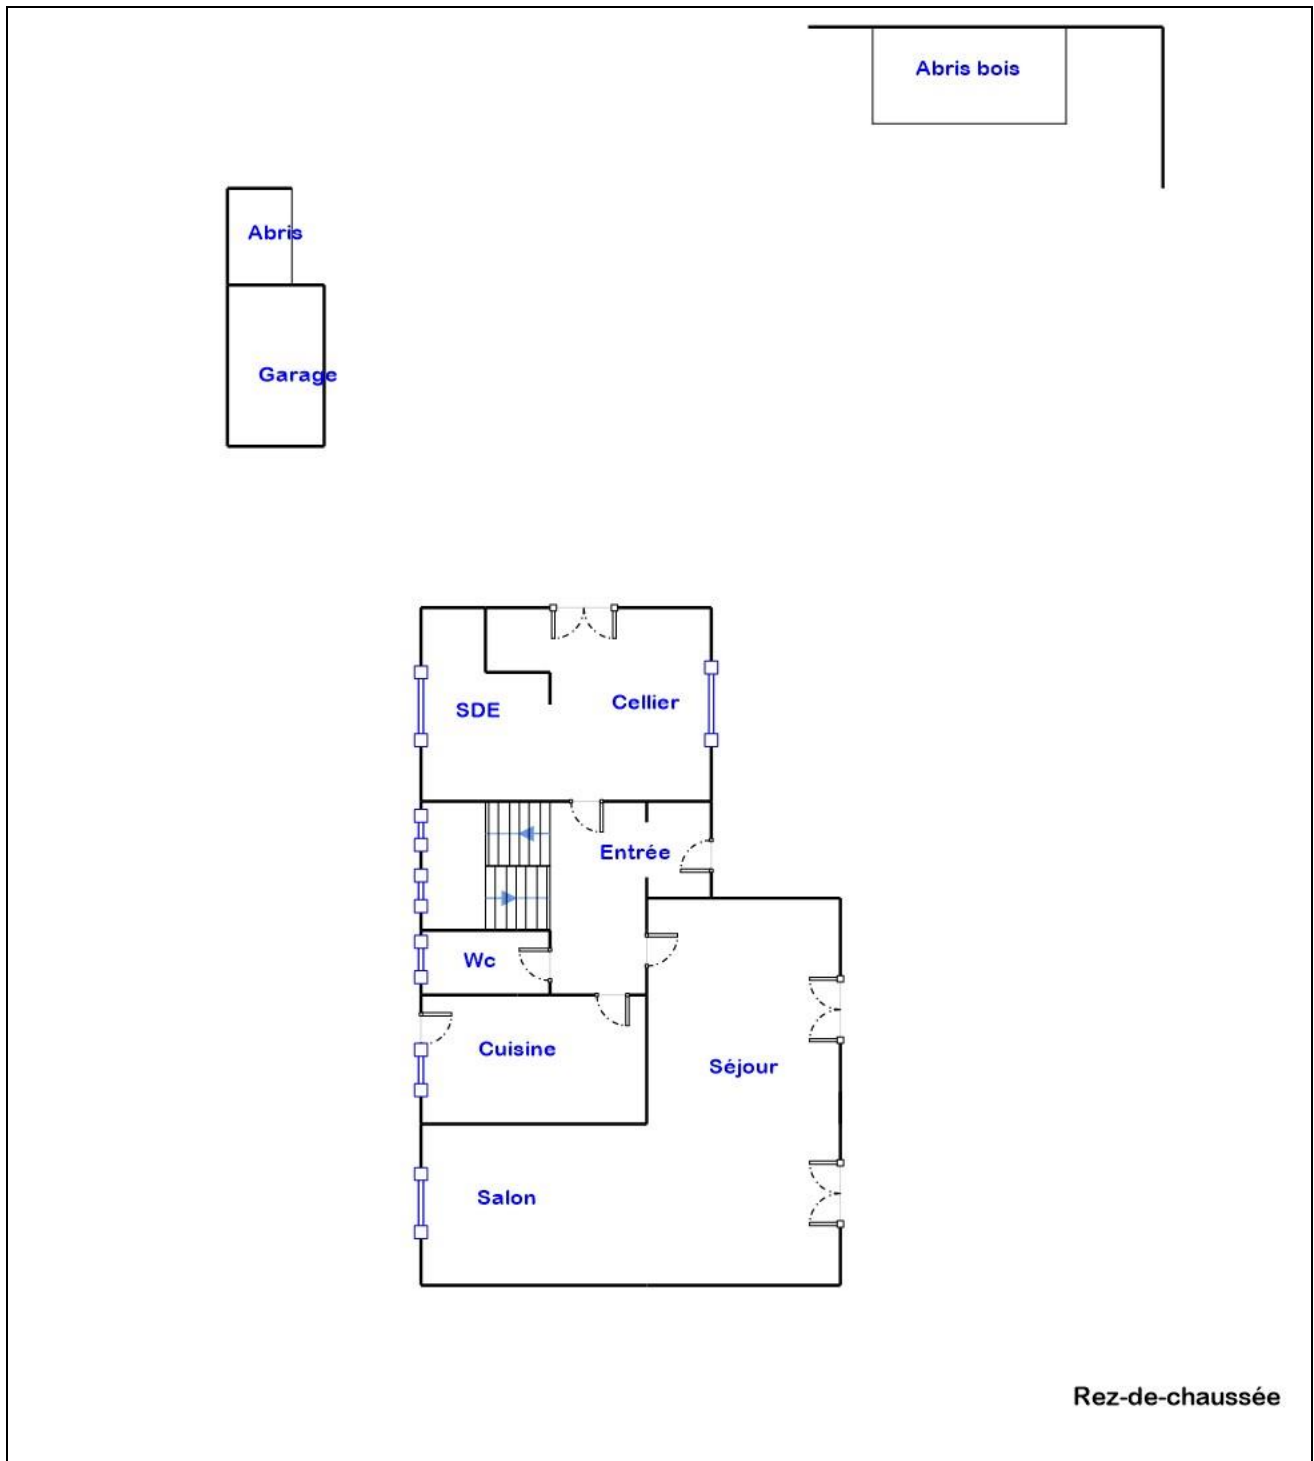 Abris bois
Abris
Garage
SDE
Cellier
Entrée
Wc
Cuisine
Séjour
Salon
Rez-de-chaussée